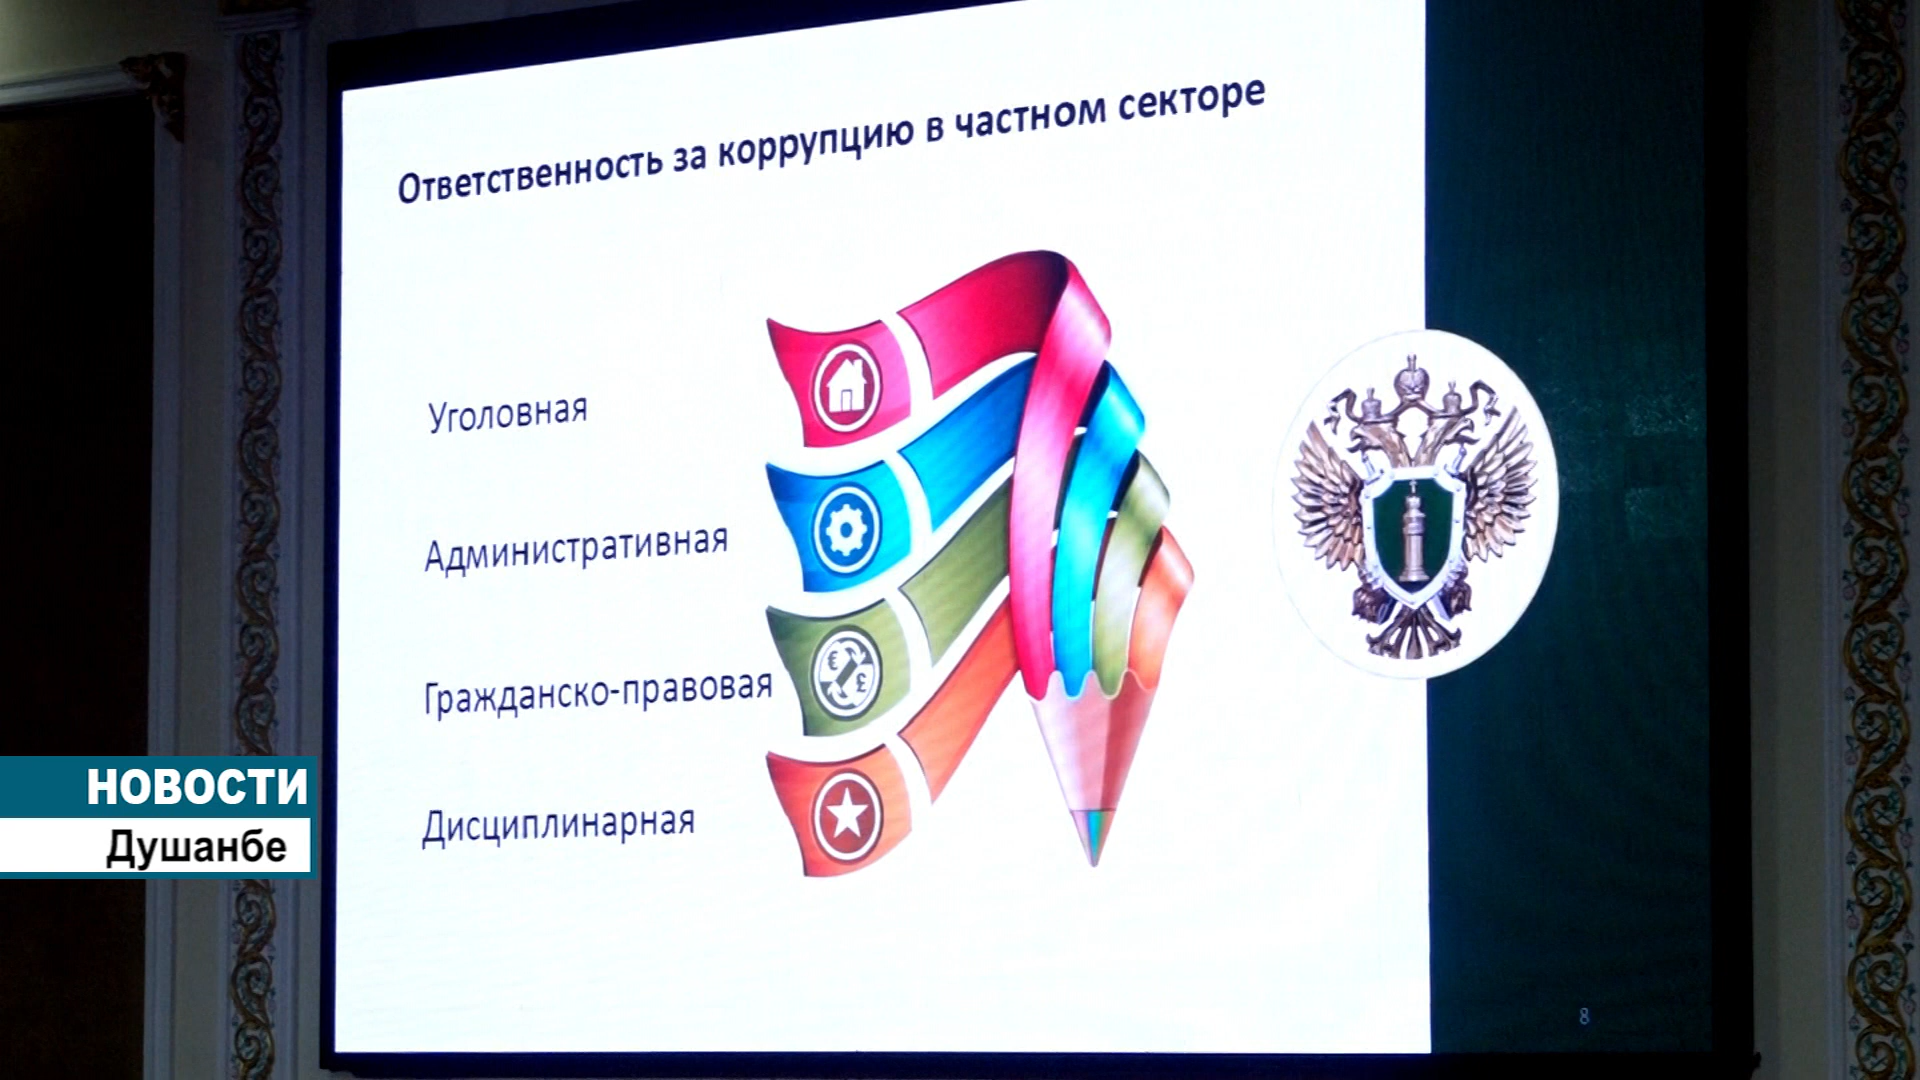 Ответственность за коррупцию в частном секторе
Уголовная
Административная
€
£
Гражданско-правовая
Дисциплинарная
8
НОВОСТИ
Душанбе